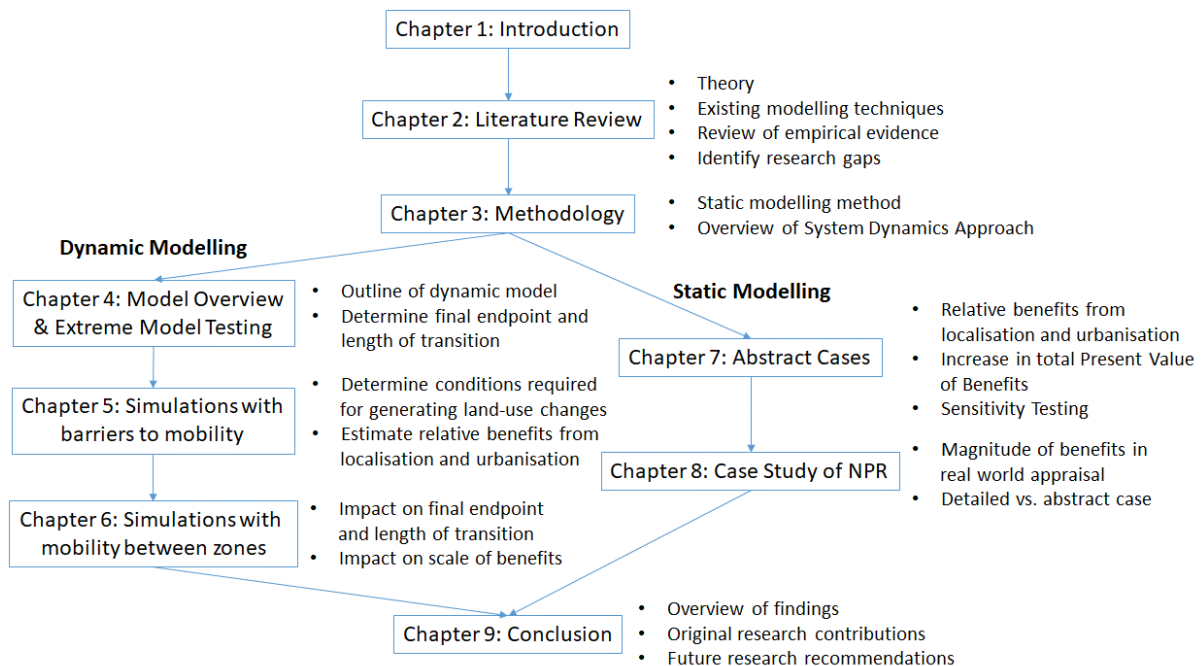 Chapter 1: Introduction
Chapter 2: Literature Review
• Theory
• Existing modelling techniques
• Review of empirical evidence
• Identify research gaps
Chapter 3: Methodology
• Static modelling method
• Overview of System Dynamics Approach
Dynamic Modelling
Chapter 4: Model Overview
& Extreme Model Testing
• Outline of dynamic model
• Determine final endpoint and
length of transition
Chapter 5: Simulations with
barriers to mobility
• Determine conditions required
for generating land-use changes
• Estimate relative benefits from
localisation and urbanisation
Chapter 6: Simulations with
mobility between zones
• Impact on final endpoint
and length of transition
• Impact on scale of benefits
Static Modelling
Chapter 7: Abstract Cases
• Relative benefits from
localisation and urbanisation
• Increase in total Present Value
of Benefits
• Sensitivity Testing
Chapter 8: Case Study of NPR
• Magnitude of benefits in
real world appraisal
• Detailed vs. abstract case
Chapter 9: Conclusion
• Overview of findings
• Original research contributions
• Future research recommendations